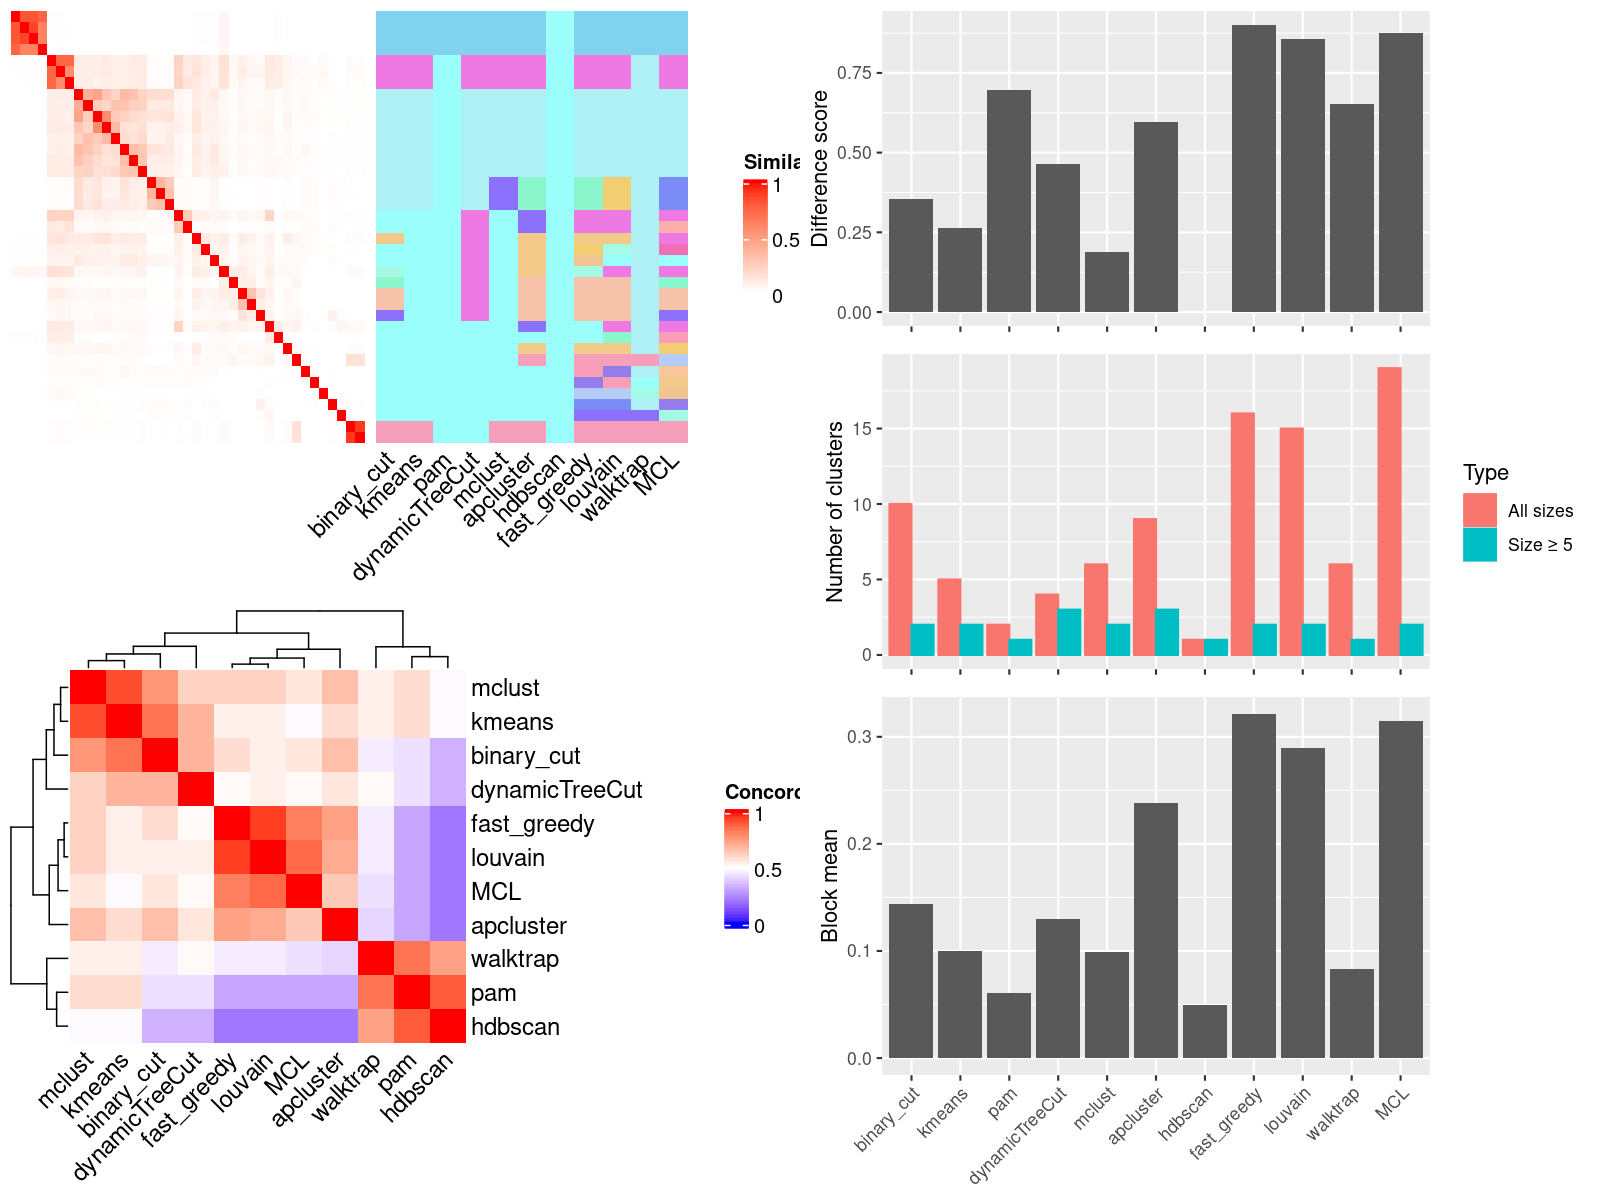 Simila
1
0.5
0
binary_cut
kmeans
pam
dynamicTreeCut
mclust
apcluster
hdbscan
fast_greedy
louvain
walktrap
MCL
mclust
kmeans
binary_cut
dynamicTreeCut
fast_greedy
louvain
MCL
apcluster
walktrap
pam
hdbscan
mclust
kmeans
binary_cut
dynamicTreeCut
fast_greedy
louvain
MCL
apcluster
walktrap
pam
hdbscan
Concord
1
0.5
0
Difference score
0.75
0.50
0.25
0.00
Number of clusters
15
10
5
0
Type
All sizes
Size ≥ 5
Block mean
0.3
0.2
0.1
0.0
binary_cut
kmeans
pam
dynamicTreeCut
mclust
apcluster
hdbscan
fast_greedy
louvain
walktrap
MCL